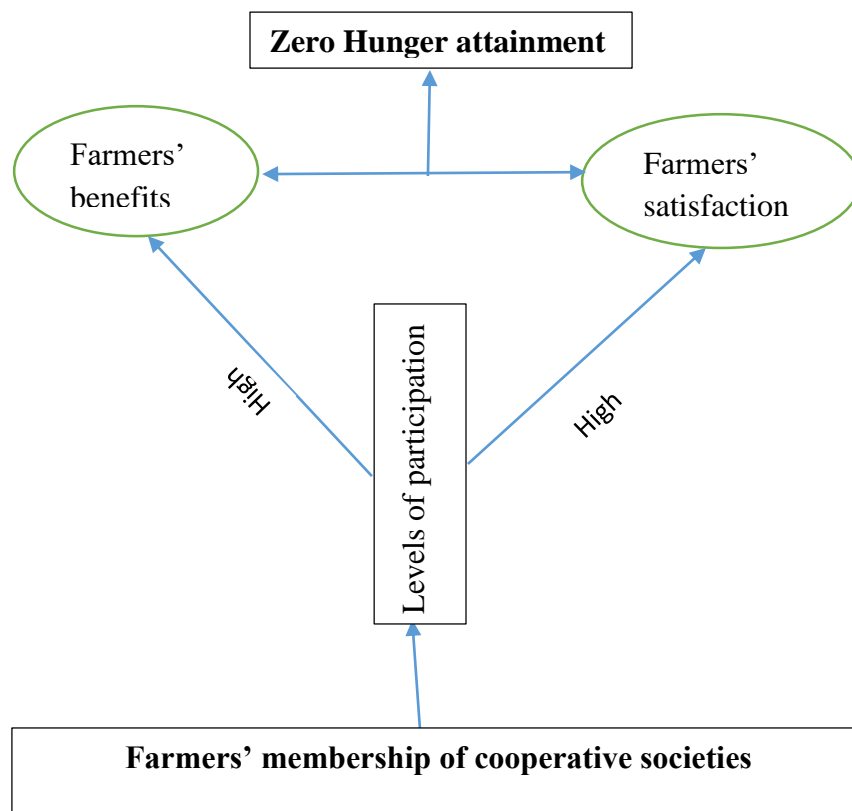 Zero Hunger attainment
Farmers’
benefits
Farmers’
satisfaction
Levels of participation
High
High
Farmers’ membership of cooperative societies